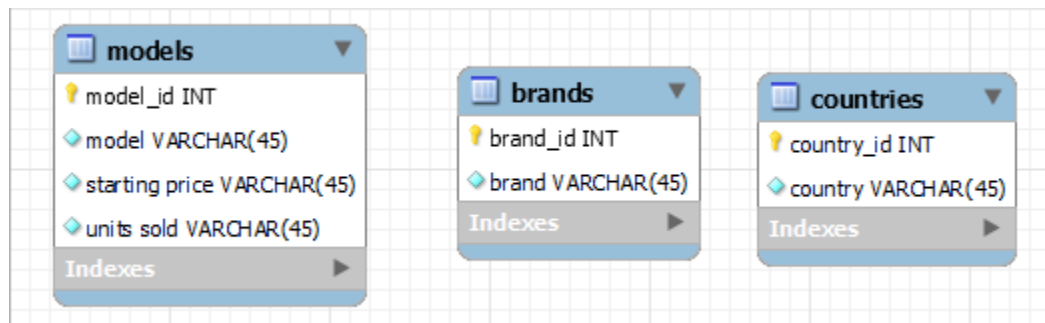 models
model_id INT
model VARCHAR(45)
starting price VARCHAR(45)
units sold VARCHAR(45)
Indexes
brands
brand_id INT
brand VARCHAR(45)
Indexes
countries
country_id INT
country VARCHAR(45)
Indexes